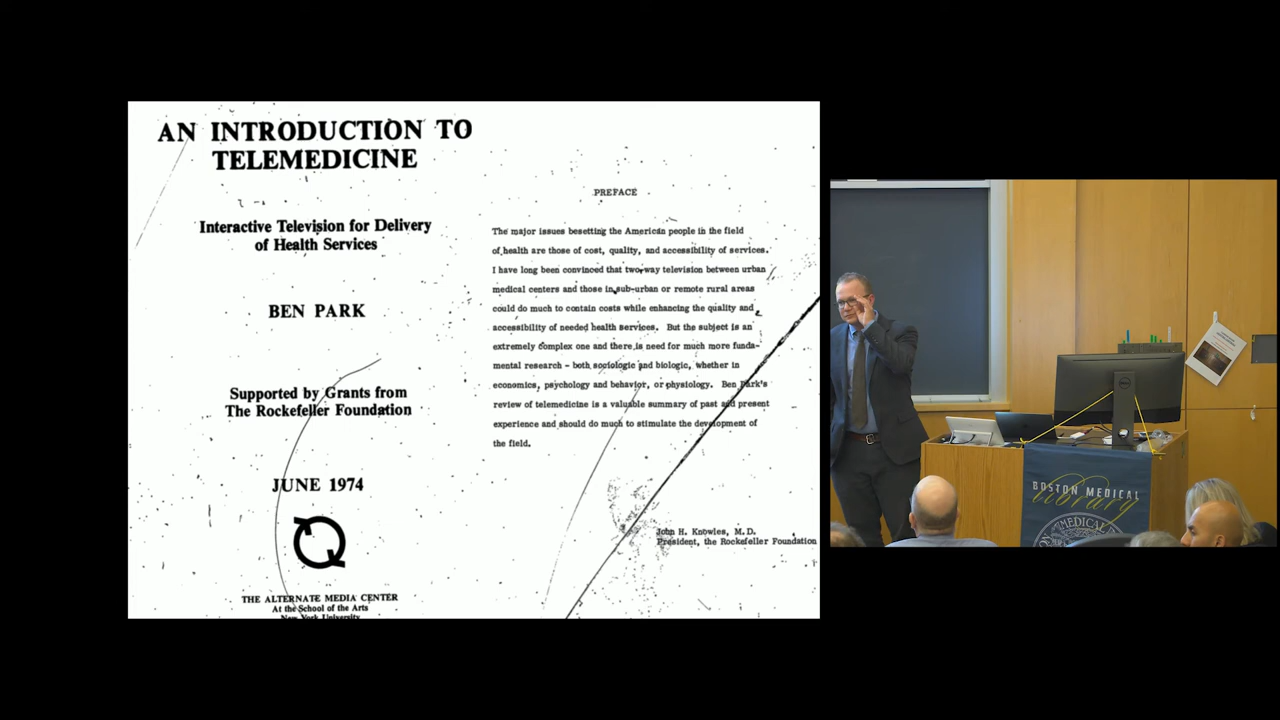 AN INTRODUCTION TO
TELEMEDICINE
Interactive Television for Delivery
of Health Services
BEN PARK
Supported by Grants from
The Rockefeller Foundation
JUNE 1974
THE ALTERNATE MEDIA CENTER
At the School of the Arts
New York University
PREFACE
The major issues besetting the American people in the field
of health are those of cost, quality, and accessibility of services.
I have long been convinced that two-way television between urban
medical centers and those in sub-urban or remote rural areas
could do much to contain costs while enhancing the quality and
accessibility of needed health services. But the subject is an
extremely complex one and there is need for much more funda-
mental research - both sociologic and biologic, whether in
economics, psychology and behavior, or physiology. Ben Park's
review of telemedicine is a valuable summary of past and present
experience and should do much to stimulate the development of
the field.
John H. Knowles, M.D.
President, the Rockefeller Foundation
DELL
BOSTON MEDICAL
library
MEDICAL